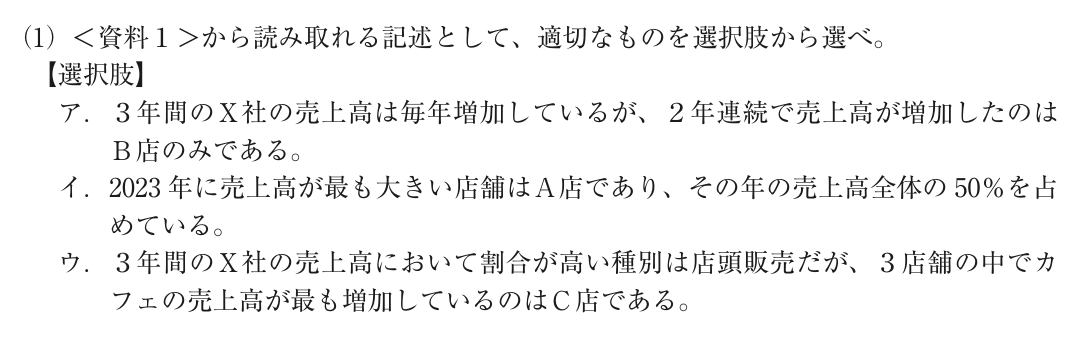 (1) ＜資料１＞から読み取れる記述として、適切なものを選択肢から選べ。
【選択肢】
ア．３年間のＸ社の売上高は毎年増加しているが、２年連続で売上高が増加したのは
Ｂ店のみである。
イ．2023 年に売上高が最も大きい店舗はＡ店であり、その年の売上高全体の 50％を占
めている。
ウ．３年間のＸ社の売上高において割合が高い種別は店頭販売だが、３店舗の中でカ
フェの売上高が最も増加しているのはＣ店である。